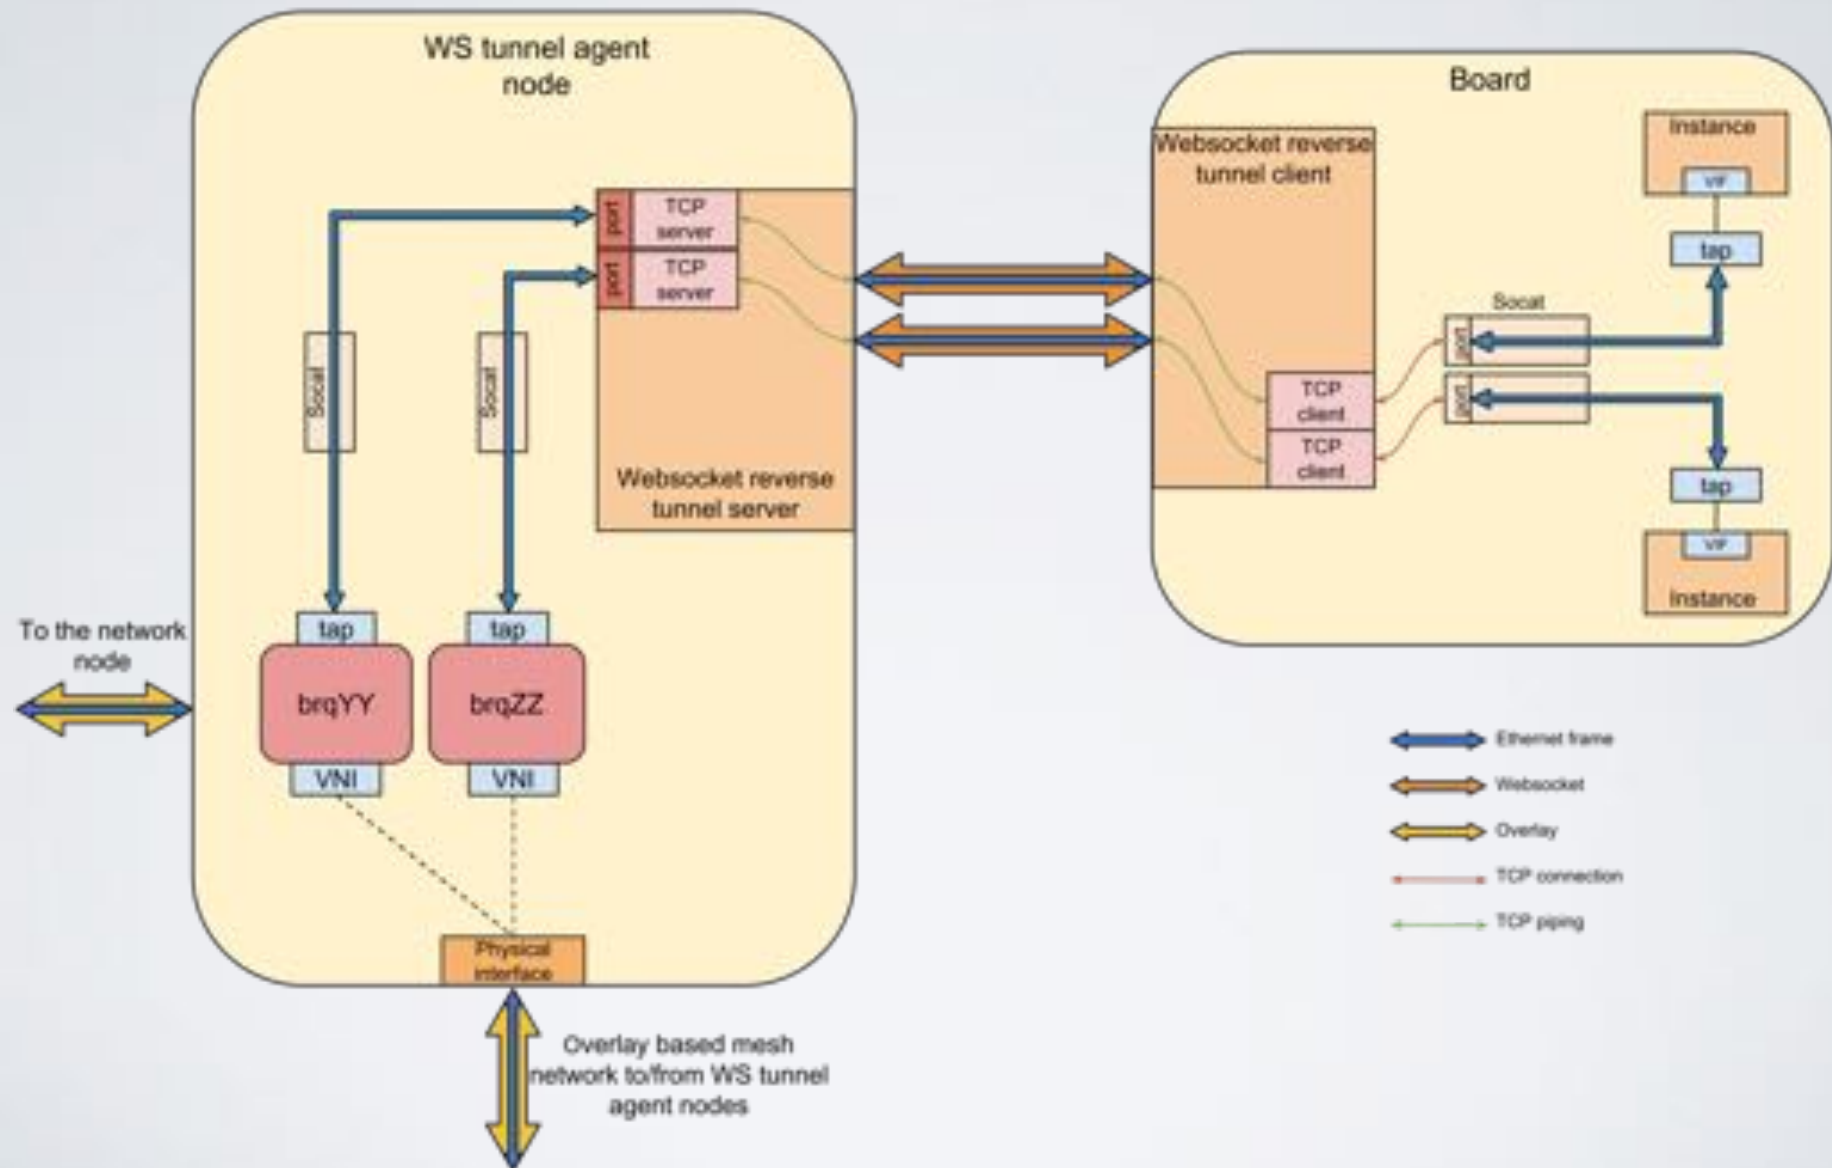 WS tunnel agent
node
port
TCP
server
port
TCP
server
Socat
Socat
Websocket reverse
tunnel server
tap
tap
brqYY
brqZZ
VNI
VNI
To the network
node
Physical
interface
Overlay based mesh
network to/from WS tunnel
agent nodes
Board
Websocket reverse
tunnel client
Instance
VIF
tap
Socat
port
port
TCP
client
TCP
client
tap
VIF
Instance
Ethernet frame
Websocket
Overlay
TCP connection
TCP piping